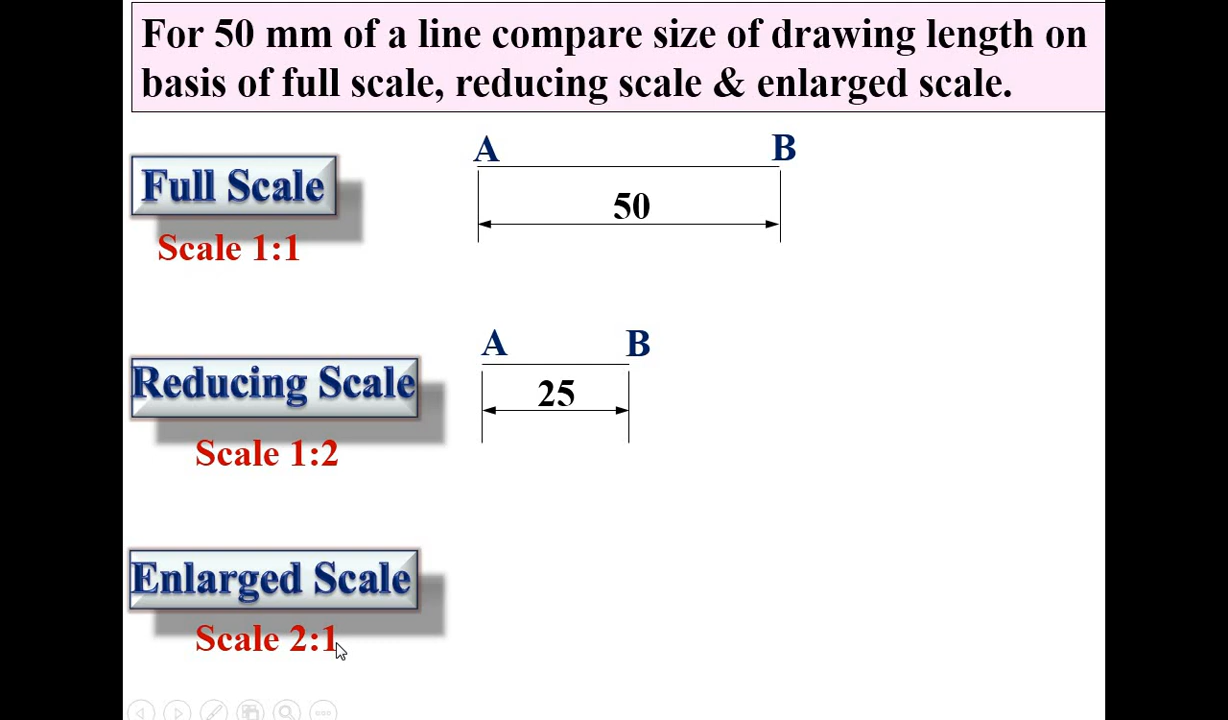 For 50 mm of a line compare size of drawing length on
basis of full scale, reducing scale & enlarged scale.
A B
Full Scale
50
Scale 1:1
A B
Reducing Scale
25
Scale 1:2
Enlarged Scale
Scale 2:1